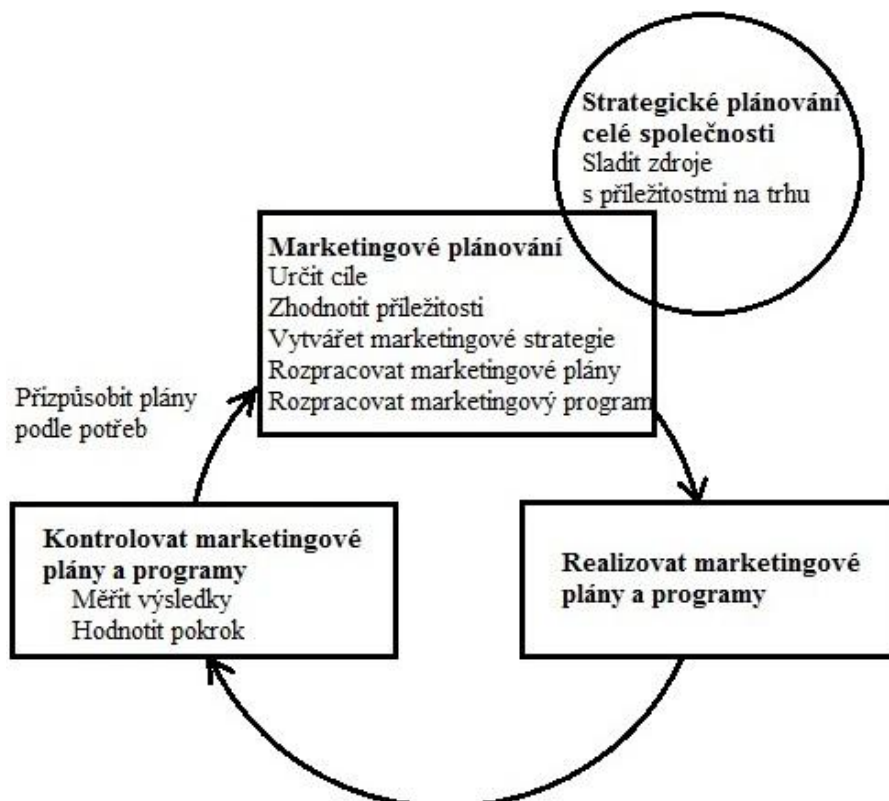 Strategické plánování
celé společnosti
Sladit zdroje
s příležitostmi na trhu
Marketingové plánování
Určit cíle
Zhodnotit příležitosti
Vytvářet marketingové strategie
Rozpracovat marketingové plány
Rozpracovat marketingový program
Přizpůsobit plány
podle potřeb
Kontrolovat marketingové
plány a programy
Měřit výsledky
Hodnotit pokrok
Realizovat marketingové
plány a programy